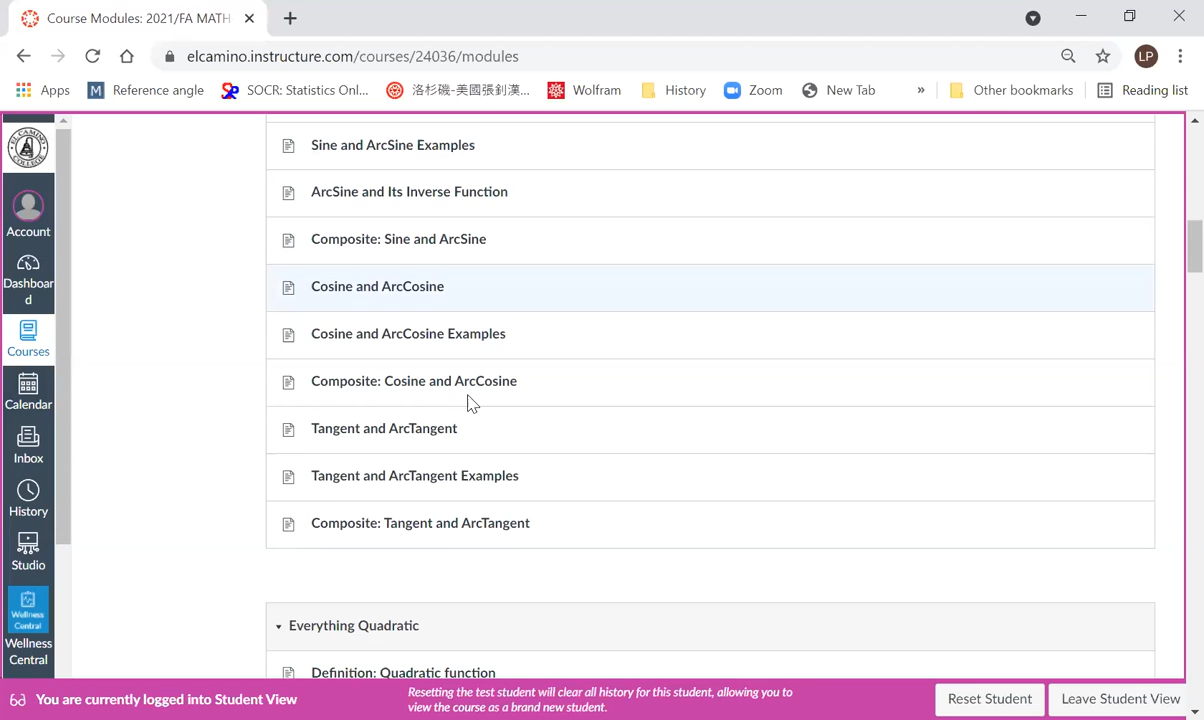 Course Modules: 2021/FA MATH-
elcamino.instructure.com/courses/24036/modules
LP
Apps
M
Reference angle
SOCR: Statistics Onl...
洛杉磯-美國張釗漢...
Wolfram
History
Zoom
New Tab
»
Other bookmarks
Reading list
Account
Dashboar
d
Courses
Calendar
Inbox
History
Studio
Wellness
Central
Wellness
Central
Sine and ArcSine Examples
ArcSine and Its Inverse Function
Composite: Sine and ArcSine
Cosine and ArcCosine
Cosine and ArcCosine Examples
Composite: Cosine and ArcCosine
Tangent and ArcTangent
Tangent and ArcTangent Examples
Composite: Tangent and ArcTangent
Everything Quadratic
Definition: Quadratic function
You are currently logged into Student View
Resetting the test student will clear all history for this student, allowing you to
view the course as a brand new student.
Reset Student
Leave Student View